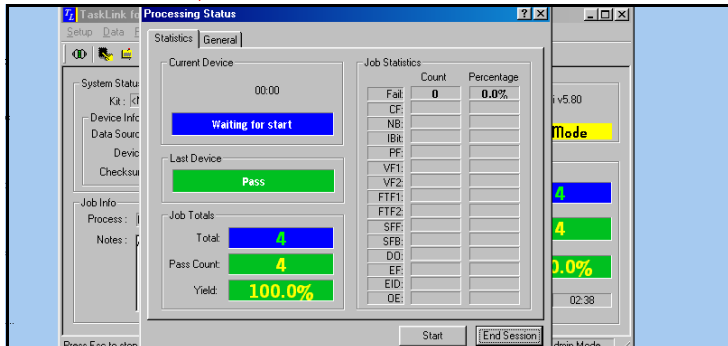 TaskLink fo
Processing Status
Setup Data
Statistics General
System Statu
Kit :
Device Info
Data Sourc
Devic
Checksu
Job Info
Process :
Notes :
Current Device
00:00
Waiting for start
Last Device
Pass
Job Totals
Total: 4
Pass Count: 4
Yield: 100.0%
Job Statistics
Count Percentage
Fail: 0 0.0%
CF:
NB:
IBit:
PF:
VF1:
VF2:
FTF1:
FTF2:
SFF:
SFB:
DO:
EF:
EID:
OE:
Start End Session
i v5.80
Mode
4
4
0.0%
02:38
Press Esc to stop
dmin Mode